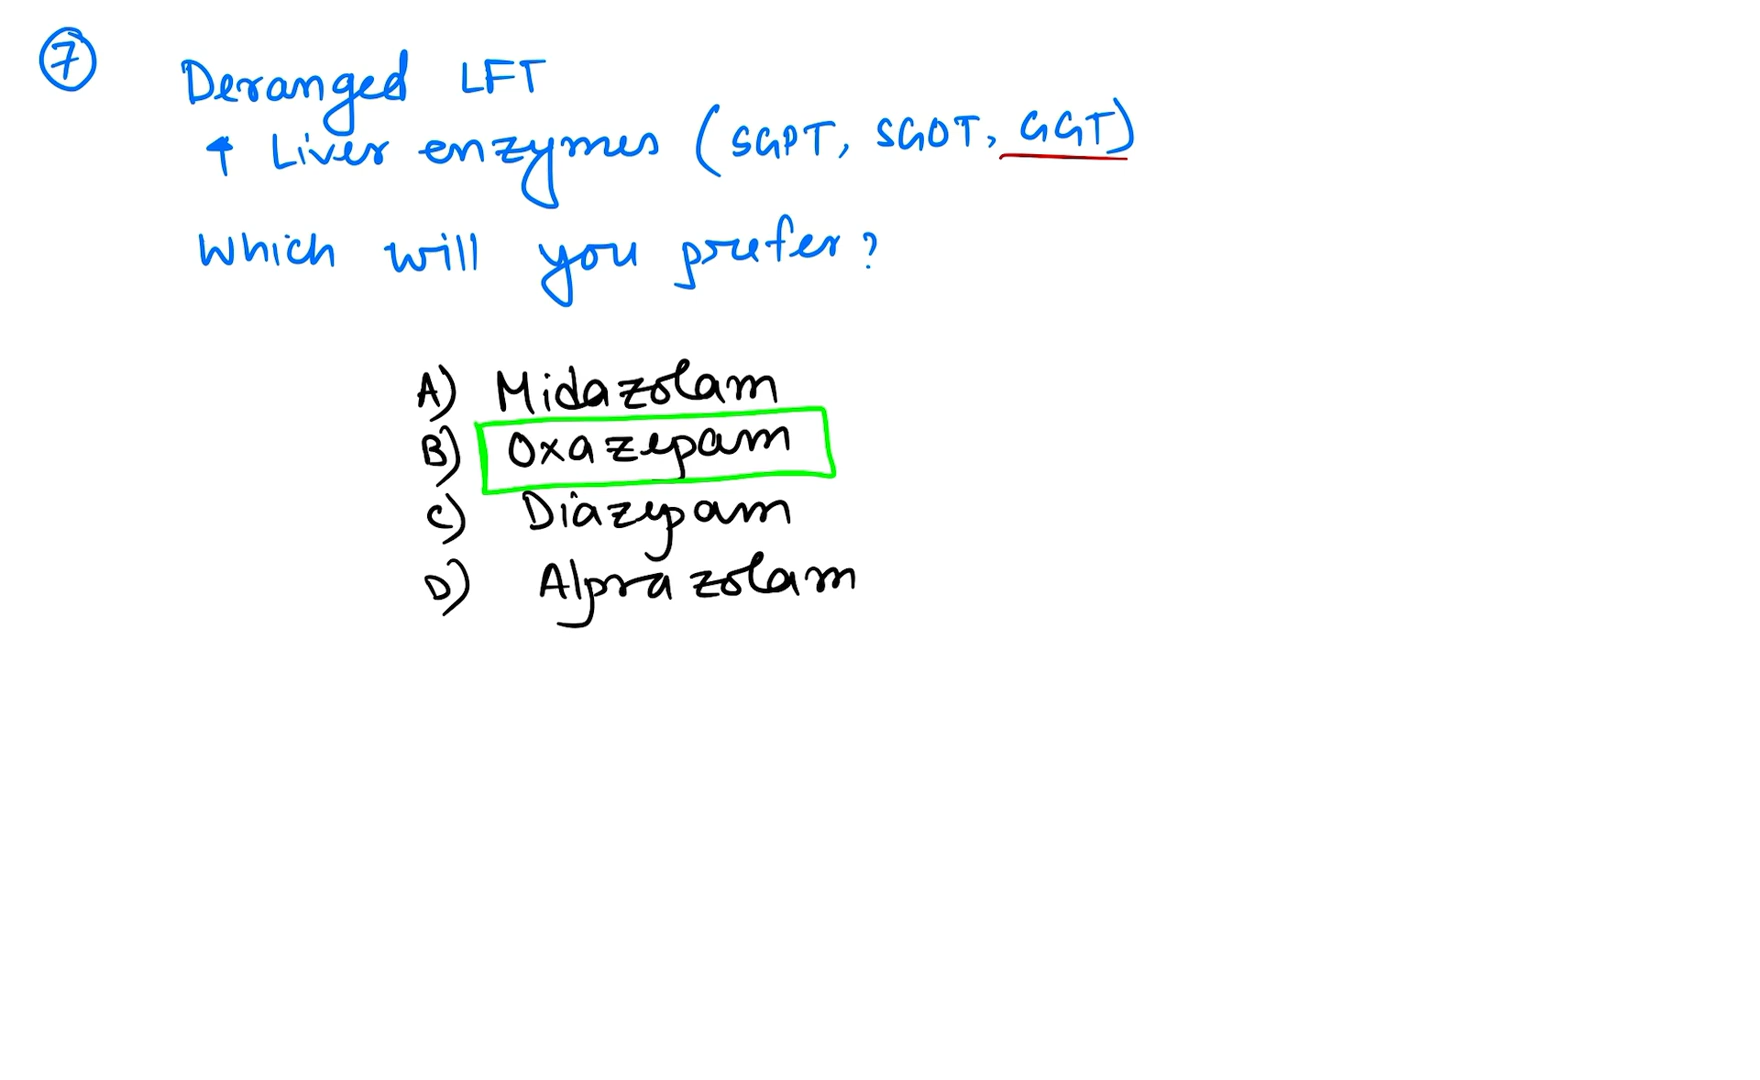 7
Deranged LFT
↑ Liver enzymes (SGPT, SGOT, GGT)
Which will you prefer?
A) Midazolam
B) Oxazepam
C) Diazepam
D) Alprazolam